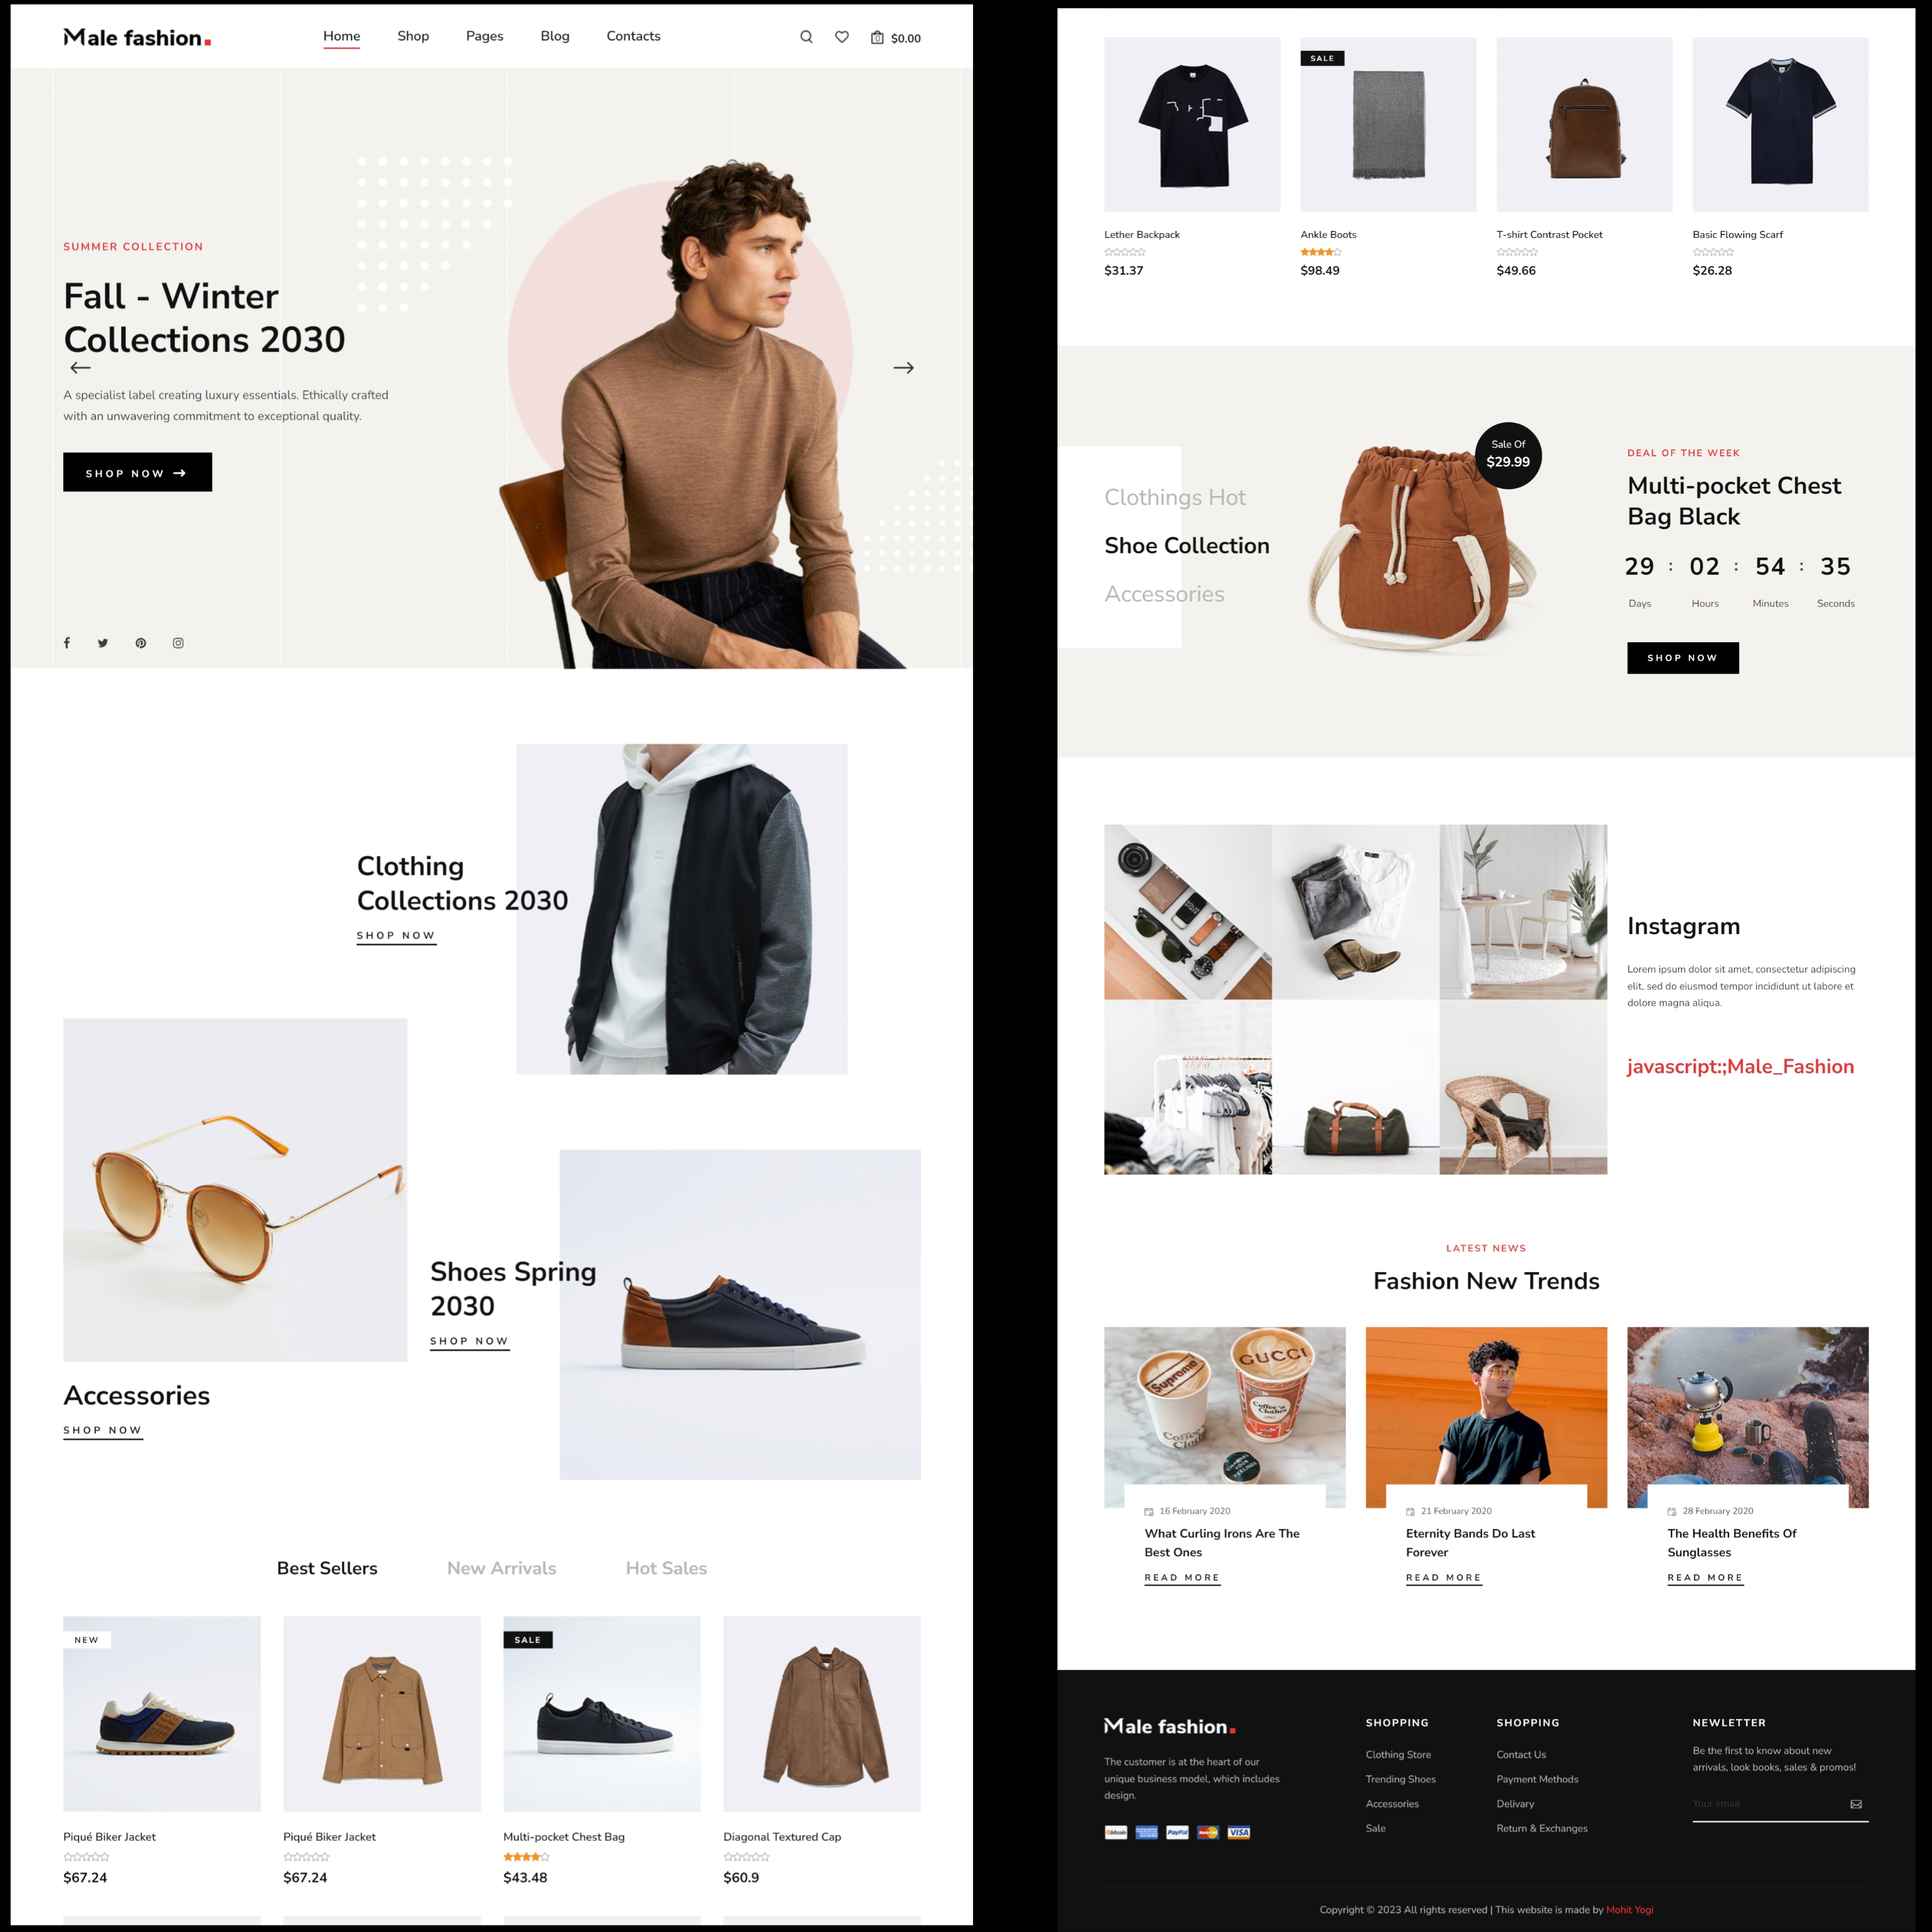 Male fashion.
Home Shop Pages Blog Contacts
0 $0.00
SUMMER COLLECTION
Fall - Winter
Collections 2030
A specialist label creating luxury essentials. Ethically crafted
with an unwavering commitment to exceptional quality.
SHOP NOW
Clothing
Collections 2030
SHOP NOW
Shoes Spring
2030
SHOP NOW
Accessories
SHOP NOW
Best Sellers New Arrivals Hot Sales
NEW
SALE
Piqué Biker Jacket
$67.24
Piqué Biker Jacket
$67.24
Multi-pocket Chest Bag
$43.48
Diagonal Textured Cap
$60.9
SALE
Lether Backpack
$31.37
Ankle Boots
$98.49
T-shirt Contrast Pocket
$49.66
Basic Flowing Scarf
$26.28
Clothings Hot
Shoe Collection
Accessories
Sale Of
$29.99
DEAL OF THE WEEK
Multi-pocket Chest
Bag Black
29 : 02 : 54 : 35
Days Hours Minutes Seconds
SHOP NOW
Instagram
Lorem ipsum dolor sit amet, consectetur adipiscing
elit, sed do eiusmod tempor incididunt ut labore et
dolore magna aliqua.
javascript:;Male_Fashion
LATEST NEWS
Fashion New Trends
Supreme
GUCCI
Coffee'n
Clothes
16 February 2020
What Curling Irons Are The
Best Ones
READ MORE
21 February 2020
Eternity Bands Do Last
Forever
READ MORE
28 February 2020
The Health Benefits Of
Sunglasses
READ MORE
Male fashion.
The customer is at the heart of our
unique business model, which includes
design.
bitcoin
PayPal
VISA
SHOPPING
Clothing Store
Trending Shoes
Accessories
Sale
SHOPPING
Contact Us
Payment Methods
Delivary
Return & Exchanges
NEWLETTER
Be the first to know about new
arrivals, look books, sales & promos!
Your email
Copyright © 2023 All rights reserved | This website is made by Mohit Yogi